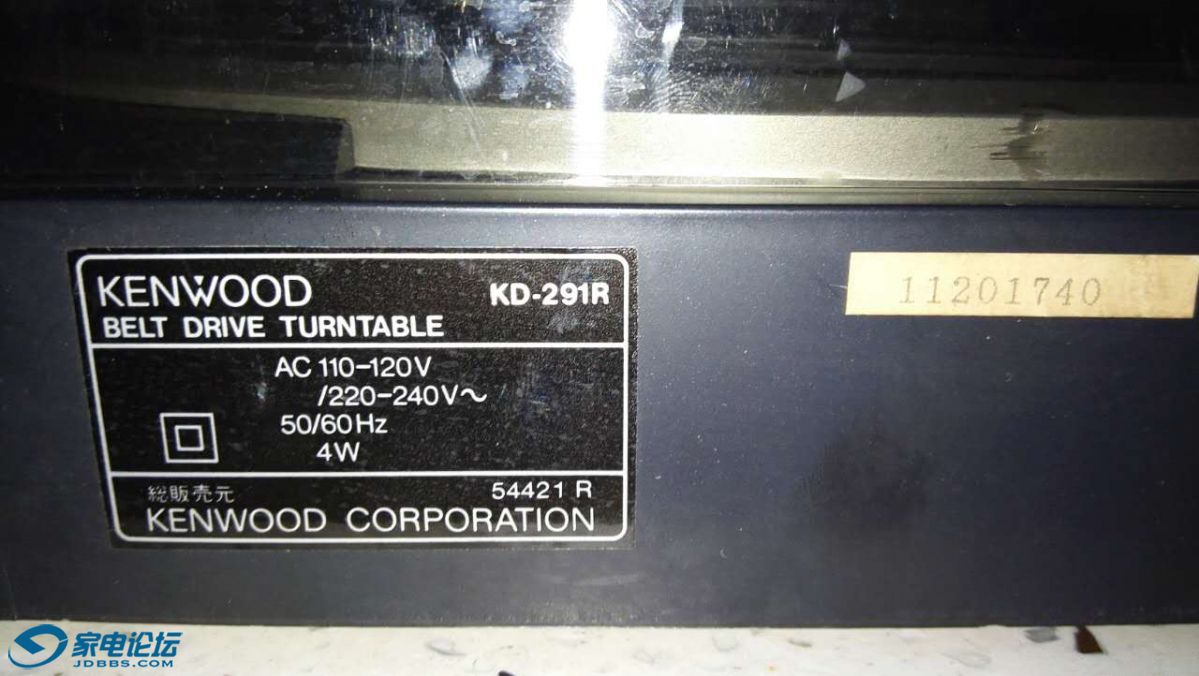 KENWOOD KD-291R
BELT DRIVE TURNTABLE
AC 110-120V
/220-240V~
50/60Hz
4W
総販売元 54421 R
KENWOOD CORPORATION
11201740
家电论坛
JDBBS.COM